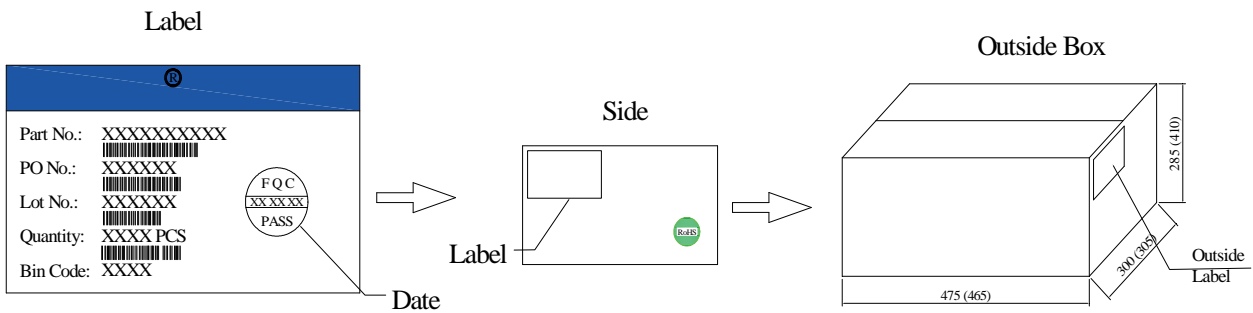 Label
®
Part No.: XXXXXXXXXX
PO No.: XXXXXX
Lot No.: XXXXXX
Quantity: XXXX PCS
Bin Code: XXXX
F Q C
XX XX XX
PASS
Date
Side
Label
RoHS
Outside Box
285 (410)
300 (305)
475 (465)
Outside
Label